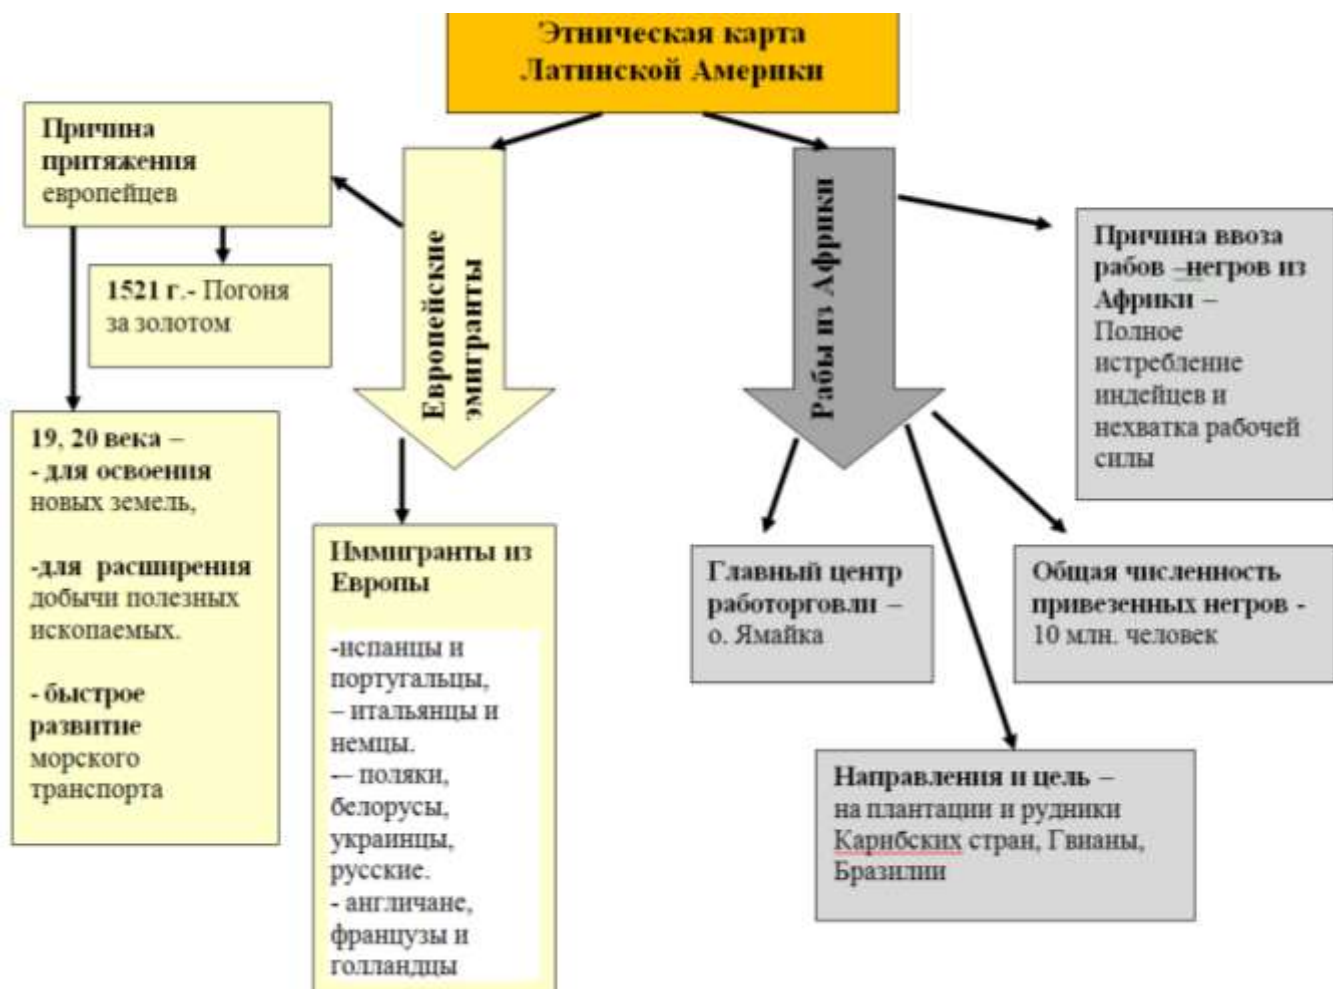 Этническая карта
Латинской Америки
Причина
притяжения
европейцев
1521 г.- Погоня
за золотом
19, 20 века –
- для освоения
новых земель,
-для расширения
добычи полезных
ископаемых.
- быстрое
развитие
морского
транспорта
Европейские
эмигранты
Иммигранты из
Европы
-испанцы и
португальцы,
– итальянцы и
немцы.
-– поляки,
белорусы,
украинцы,
русские.
- англичане,
французы и
голландцы
Рабы из Африки
Причина ввоза
рабов –негров из
Африки –
Полное
истребление
индейцев и
нехватка рабочей
силы
Главный центр
работорговли –
о. Ямайка
Общая численность
привезенных негров -
10 млн. человек
Направления и цель –
на плантации и рудники
Карибских стран, Гвианы,
Бразилии